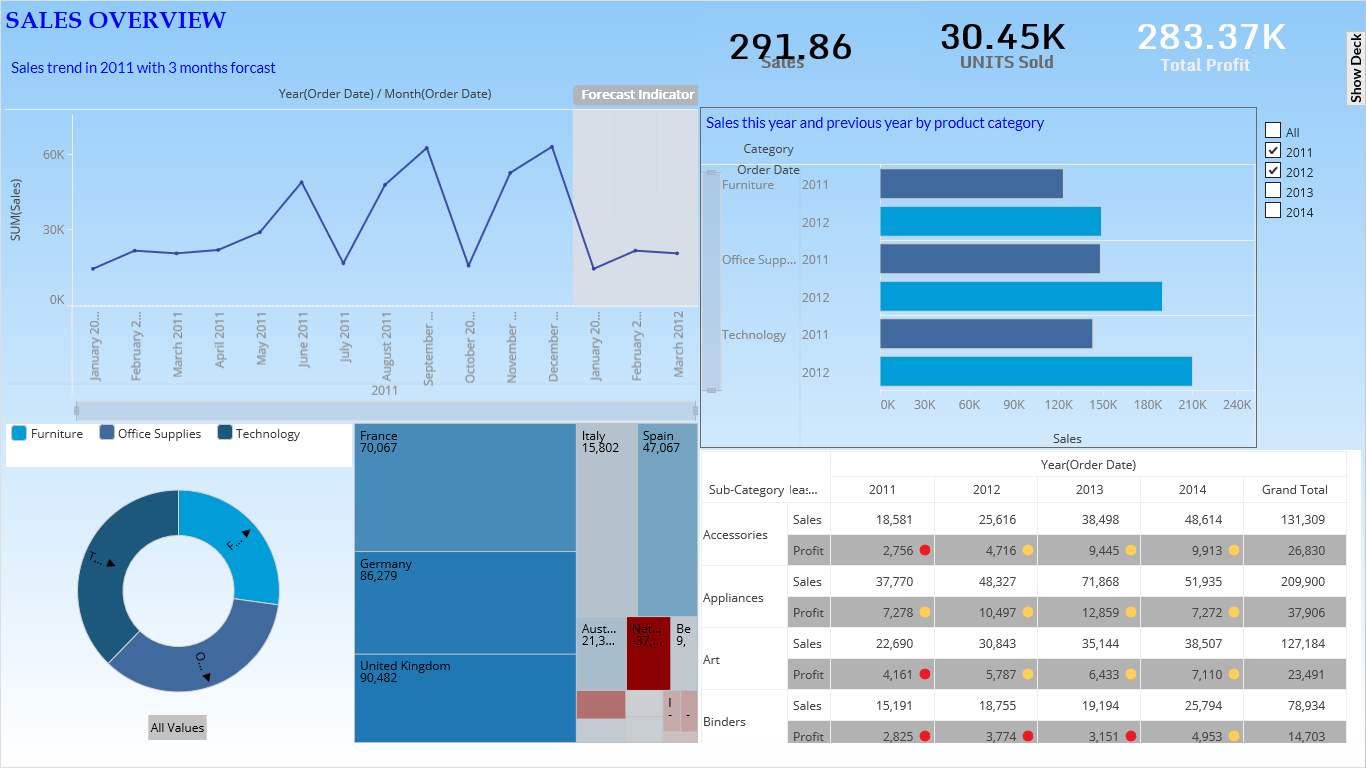 SALES OVERVIEW
291.86
Sales
30.45K
UNITS Sold
283.37K
Total Profit
Show Deck
Sales trend in 2011 with 3 months forcast
Year(Order Date) / Month(Order Date)
Forecast Indicator
SUM(Sales)
60K
30K
0K
January 20...
February 2...
March 2011
April 2011
May 2011
June 2011
July 2011
August 2011
September ...
October 20...
November ...
December ...
January 20...
February 2...
March 2012
2011
Sales this year and previous year by product category
Category
Order Date
Furniture 2011
2012
Office Supp... 2011
2012
Technology 2011
2012
0K 30K 60K 90K 120K 150K 180K 210K 240K
Sales
All
2011
2012
2013
2014
Furniture Office Supplies Technology
F...
O...
T...
All Values
France
70,067
Germany
86,279
United Kingdom
90,482
Italy
15,802
Spain
47,067
Aust...
21,3...
Net...
-37,...
Be
9,
I
-
-
Year(Order Date)
Sub-Category lea:... 2011 2012 2013 2014 Grand Total
Accessories
Sales 18,581 25,616 38,498 48,614 131,309
Profit 2,756 4,716 9,445 9,913 26,830
Appliances
Sales 37,770 48,327 71,868 51,935 209,900
Profit 7,278 10,497 12,859 7,272 37,906
Art
Sales 22,690 30,843 35,144 38,507 127,184
Profit 4,161 5,787 6,433 7,110 23,491
Binders
Sales 15,191 18,755 19,194 25,794 78,934
Profit 2,825 3,774 3,151 4,953 14,703